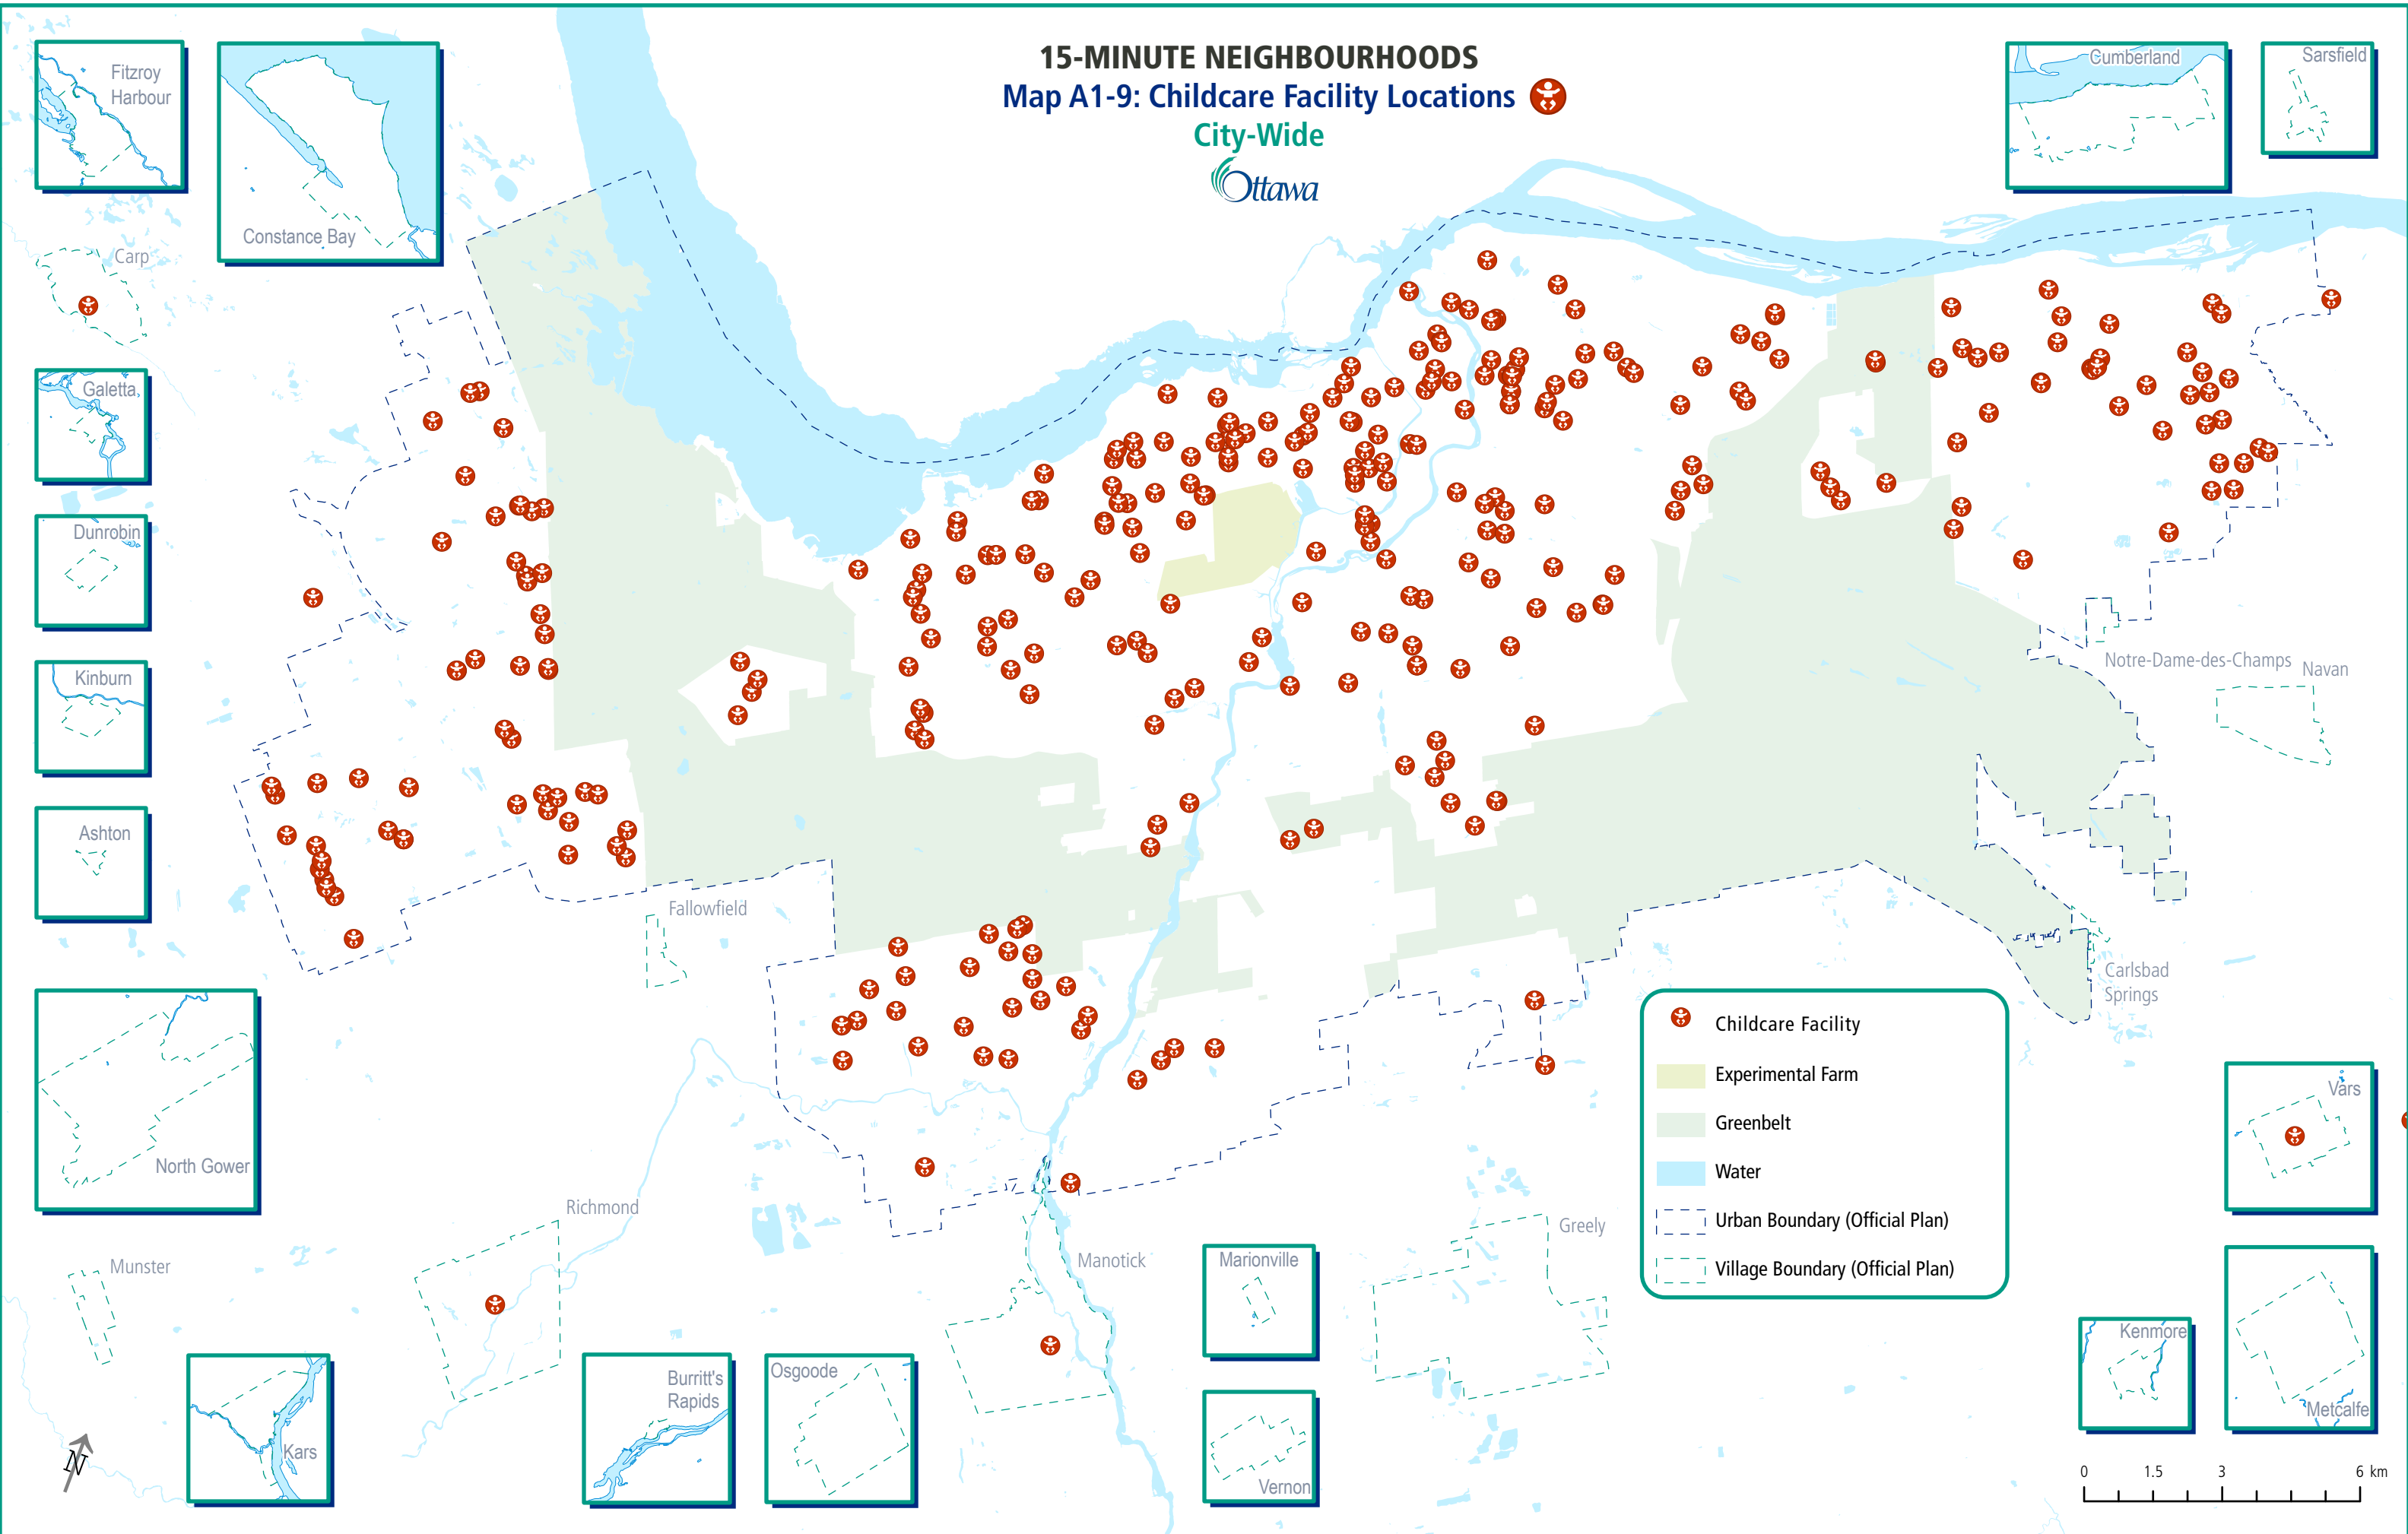 15-MINUTE NEIGHBOURHOODS
Map A1-9: Childcare Facility Locations
City-Wide
Ottawa
Fitzroy
Harbour
Constance Bay
Cumberland
Sarsfield
Carp
Galetta
Dunrobin
Kinburn
Ashton
Notre-Dame-des-Champs
Navan
Fallowfield
Carlsbad
Springs
North Gower
Childcare Facility
Experimental Farm
Greenbelt
Water
Urban Boundary (Official Plan)
Village Boundary (Official Plan)
Vars
Richmond
Greely
Munster
Manotick
Marionville
Kenmore
Metcalfe
Burritt's
Rapids
Osgoode
Kars
Vernon
N
0 1.5 3 6 km